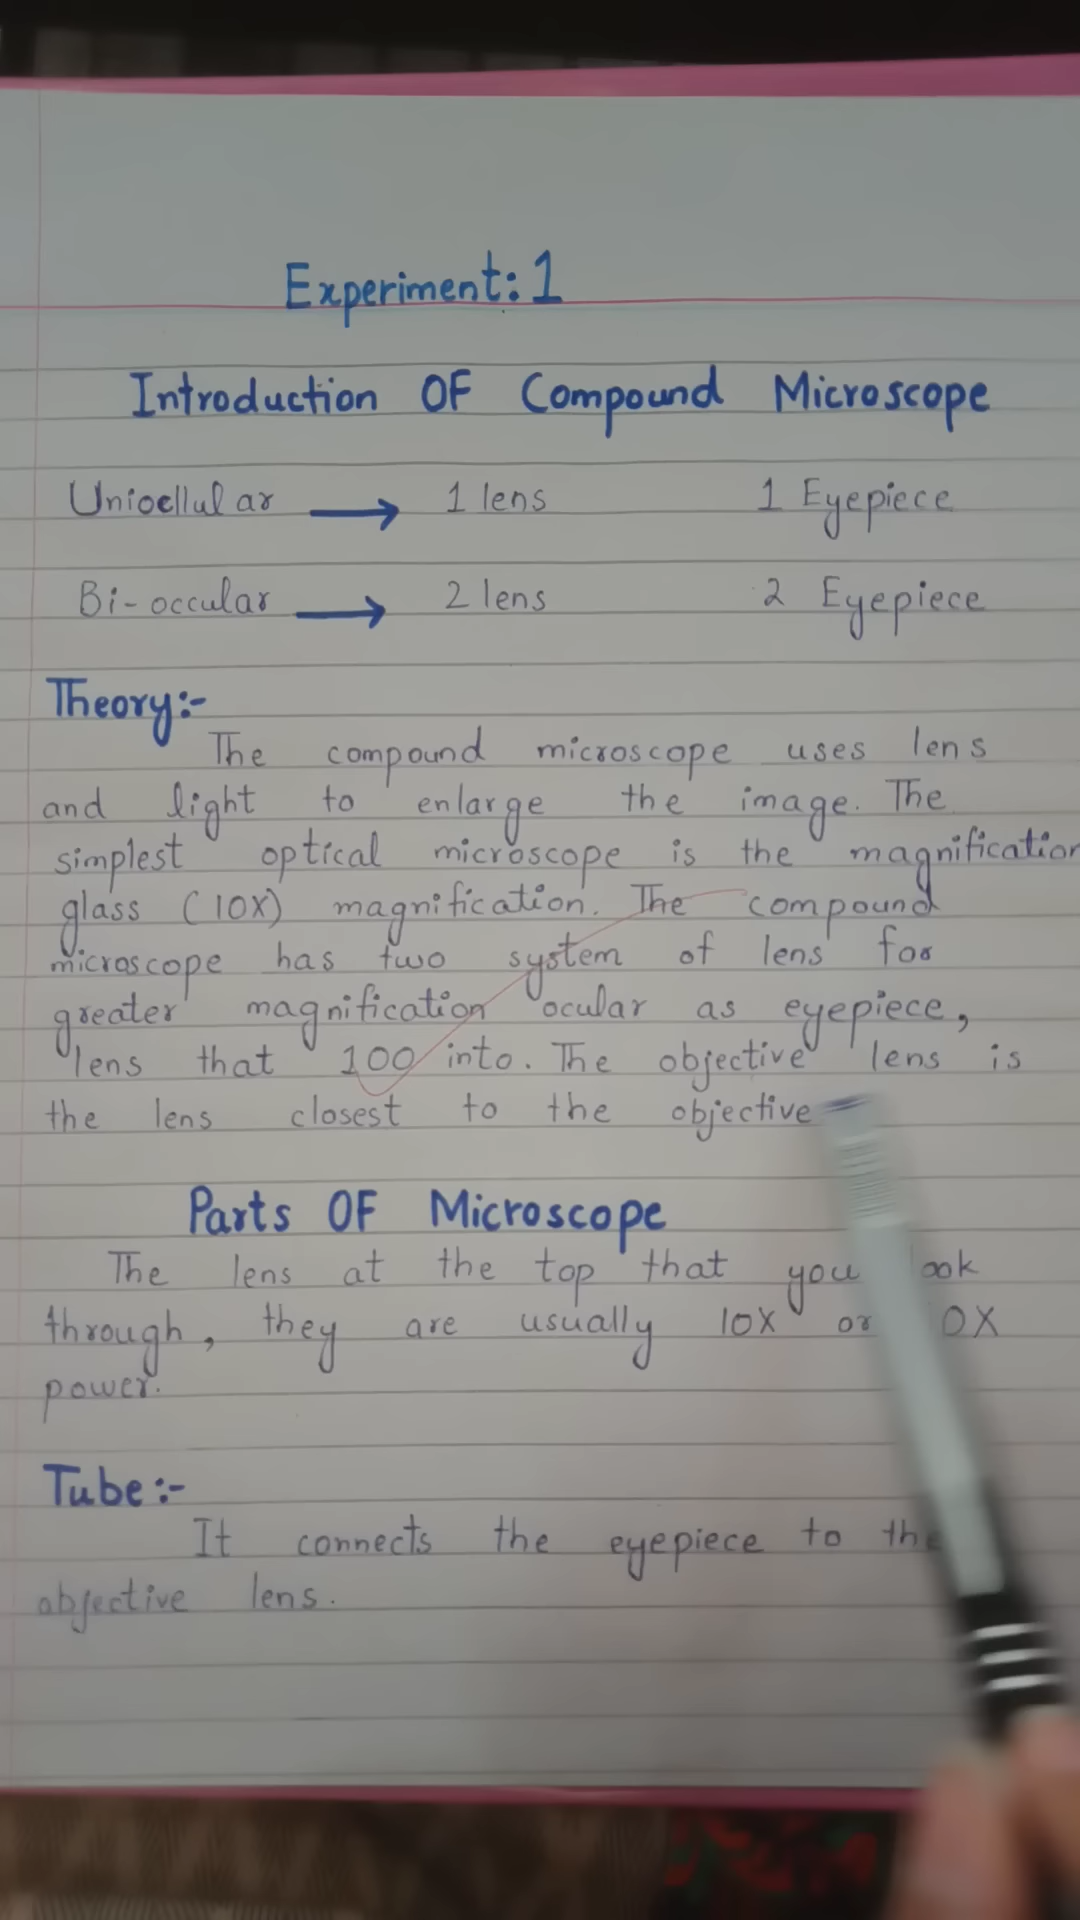 Experiment: 1
Introduction OF Compound Microscope
Uniocllular → 1 lens 1 Eyepiece
Bi-occular → 2 lens 2 Eyepiece
Theory:-
The compound microscope uses lens
and light to enlarge the image. The
simplest optical microscope is the magnification
glass (10X) magnification. The compound
microscope has two system of lens for
greater magnification ocular as eyepiece,
lens that 100 into. The objective lens is
the lens closest to the objective
Parts OF Microscope
The lens at the top that you
through, they are usually 10X or
power.
Tube:-
It connects the eyepiece to the
objective lens.